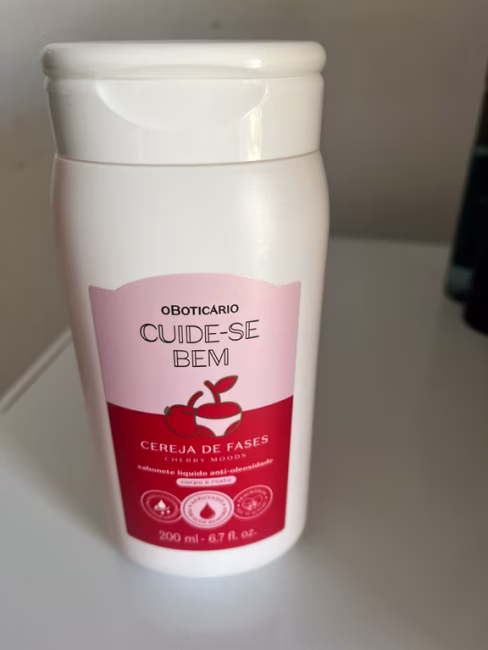 oBOTICÁRIO
CUIDE-SE
BEM
CEREJA DE FASES
CHERRY MOODS
sabonete líquido anti-oleosidade
corpo e rosto
200 ml - 6.7 fl. oz.